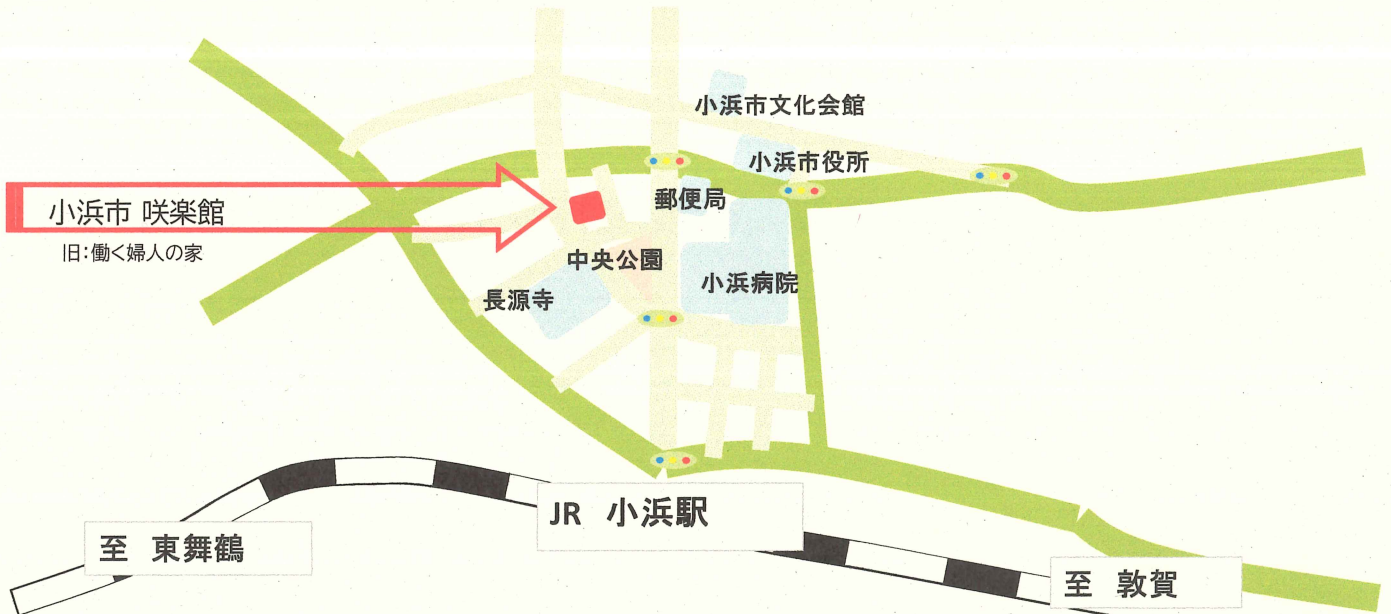 小浜市文化会館
小浜市役所
郵便局
小浜市 咲楽館
旧：働く婦人の家
中央公園
小浜病院
長源寺
JR 小浜駅
至 東舞鶴
至 敦賀